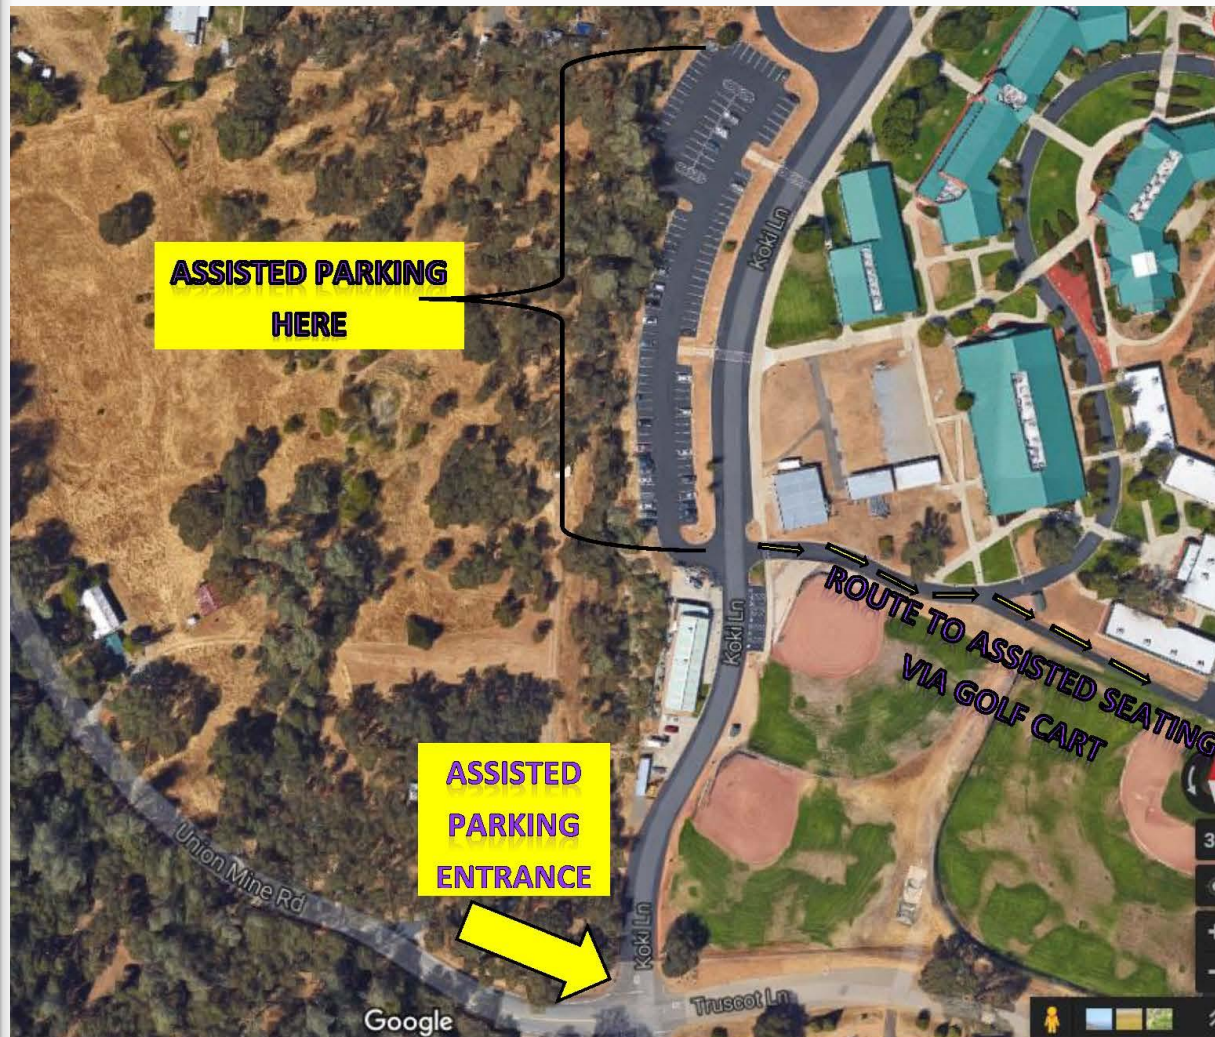 Koki Ln
ASSISTED PARKING
HERE
ROUTE TO ASSISTED SEATING
VIA GOLF CART
Koki Ln
ASSISTED
PARKING
ENTRANCE
Union Mine Rd
Koki Ln
Truscot Ln
Google